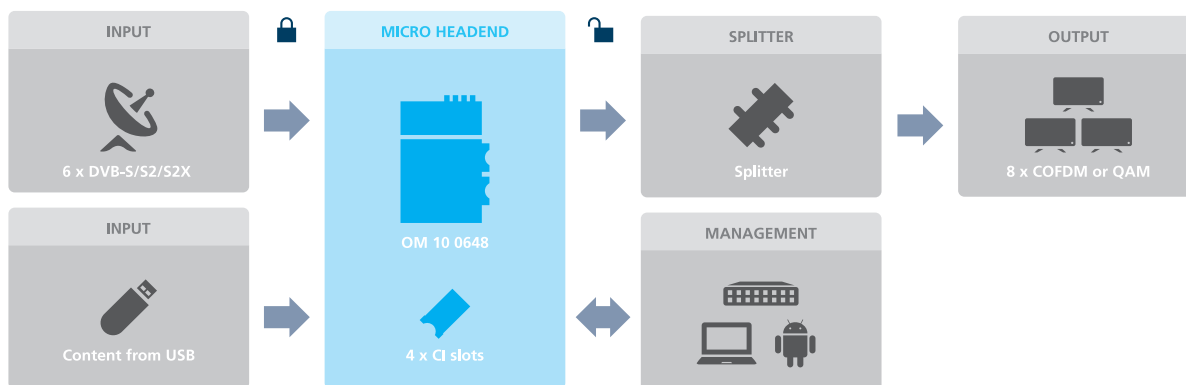 INPUT
6 x DVB-S/S2/S2X
INPUT
Content from USB
MICRO HEADEND
OM 10 0648
4 x CI slots
SPLITTER
Splitter
MANAGEMENT
OUTPUT
8 x COFDM or QAM